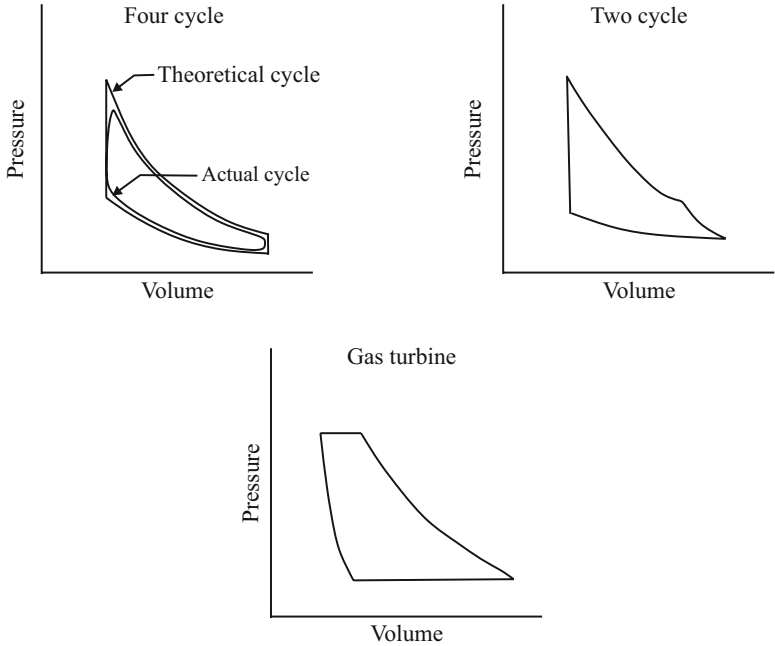 Four cycle
Theoretical cycle
Actual cycle
Pressure
Volume
Two cycle
Pressure
Volume
Gas turbine
Pressure
Volume